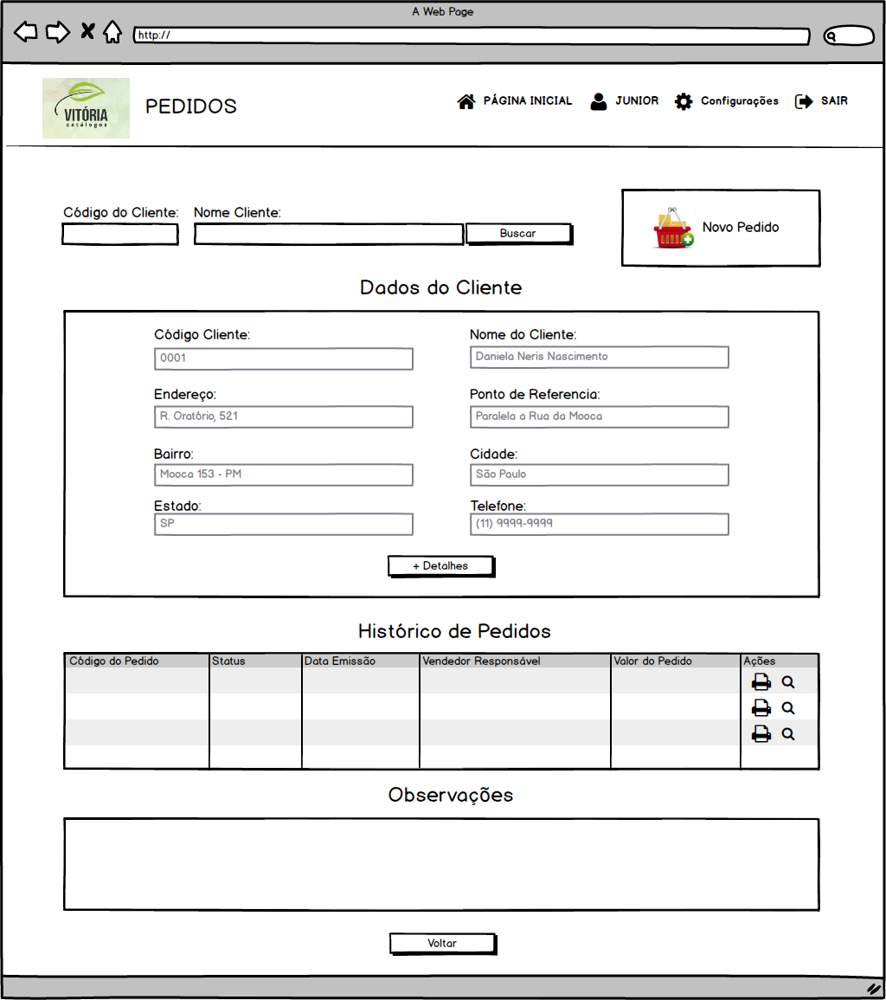 A Web Page
http://
VITÓRIA
catálogos
PEDIDOS
PÁGINA INICIAL
JUNIOR
Configurações
SAIR
Código do Cliente:
Nome Cliente:
Buscar
Novo Pedido
Dados do Cliente
Código Cliente:
Nome do Cliente:
0001
Daniela Neris Nascimento
Endereço:
Ponto de Referencia:
R. Oratório, 521
Paralela a Rua da Mooca
Bairro:
Cidade:
Mooca 153 - PM
São Paulo
Estado:
Telefone:
SP
(11) 9999-9999
+ Detalhes
Histórico de Pedidos
Código do Pedido
Status
Data Emissão
Vendedor Responsável
Valor do Pedido
Ações
Observações
Voltar